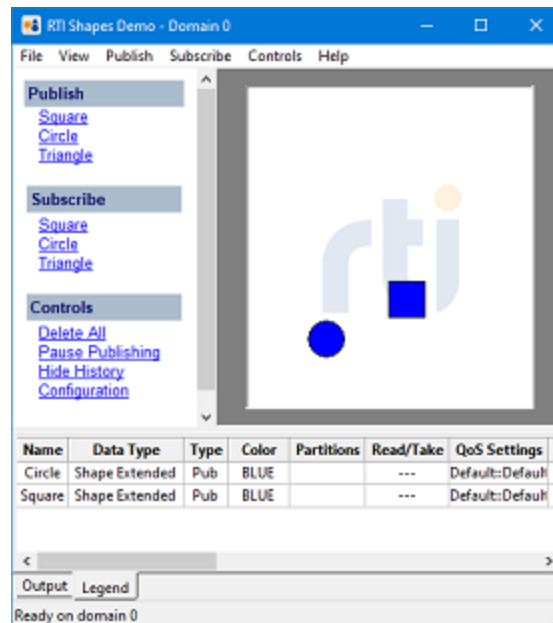 RTI Shapes Demo - Domain 0
File View Publish Subscribe Controls Help
Publish
Square
Circle
Triangle
Subscribe
Square
Circle
Triangle
Controls
Delete All
Pause Publishing
Hide History
Configuration
rti
Name Data Type Type Color Partitions Read/Take QoS Settings
Circle Shape Extended Pub BLUE --- Default::Default
Square Shape Extended Pub BLUE --- Default::Default
Output Legend
Ready on domain 0